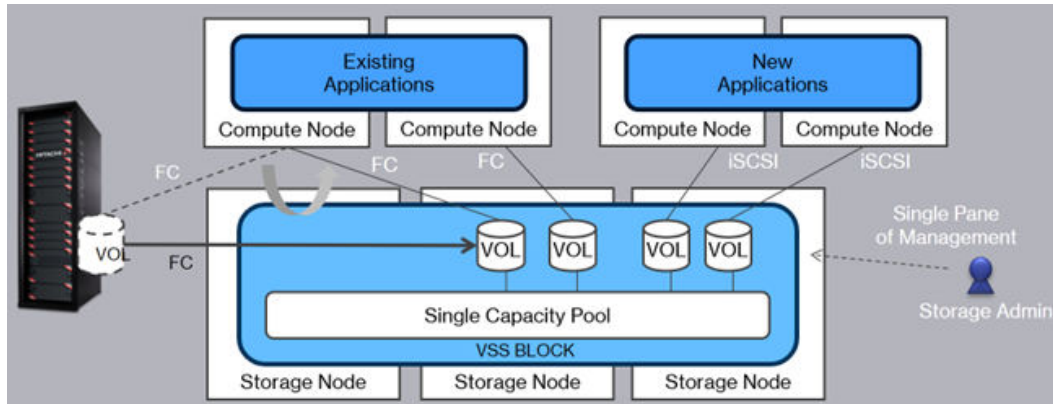 Existing
Applications
New
Applications
Compute Node
Compute Node
Compute Node
Compute Node
HITACHI
FC
FC
FC
iSCSI
iSCSI
VOL
FC
VOL
VOL
VOL
VOL
Single Pane
of Management
Storage Admin
Single Capacity Pool
VSS BLOCK
Storage Node
Storage Node
Storage Node